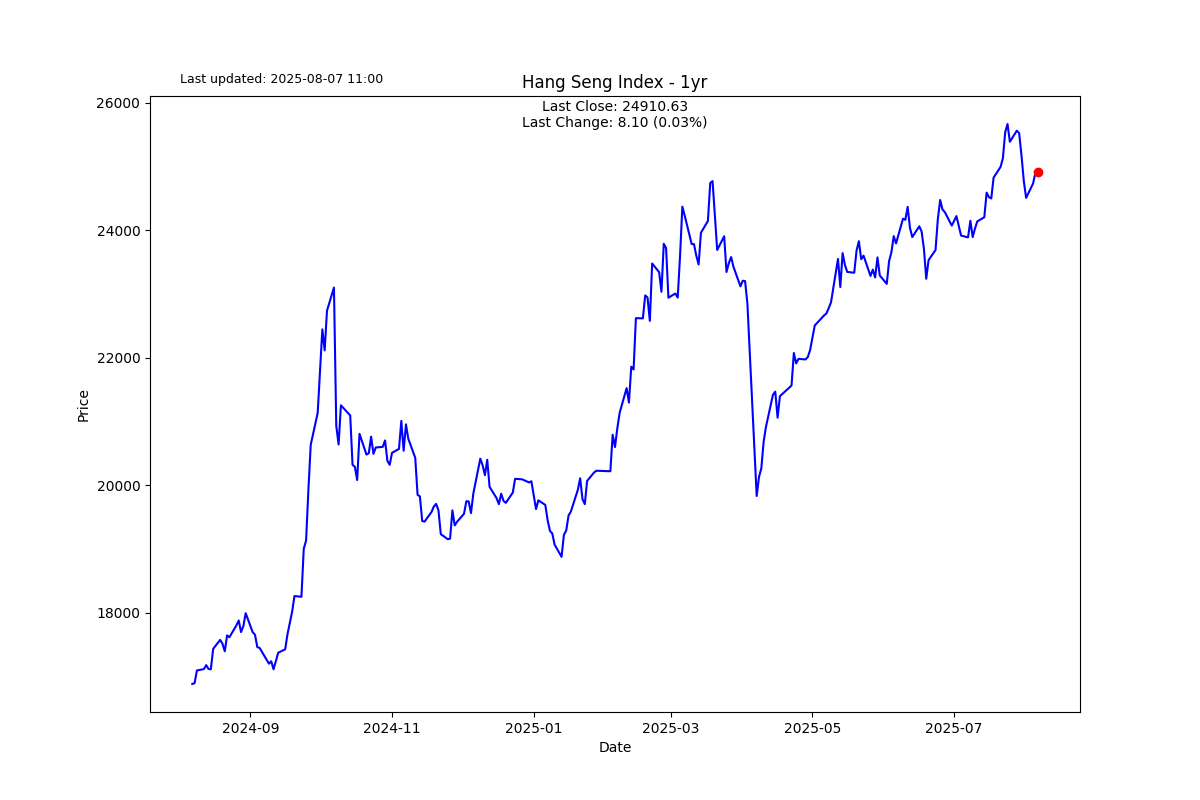 Last updated: 2025-08-07 11:00
Hang Seng Index - 1yr
Last Close: 24910.63
Last Change: 8.10 (0.03%)
26000
24000
22000
20000
18000
Price
2024-09
2024-11
2025-01
2025-03
2025-05
2025-07
Date